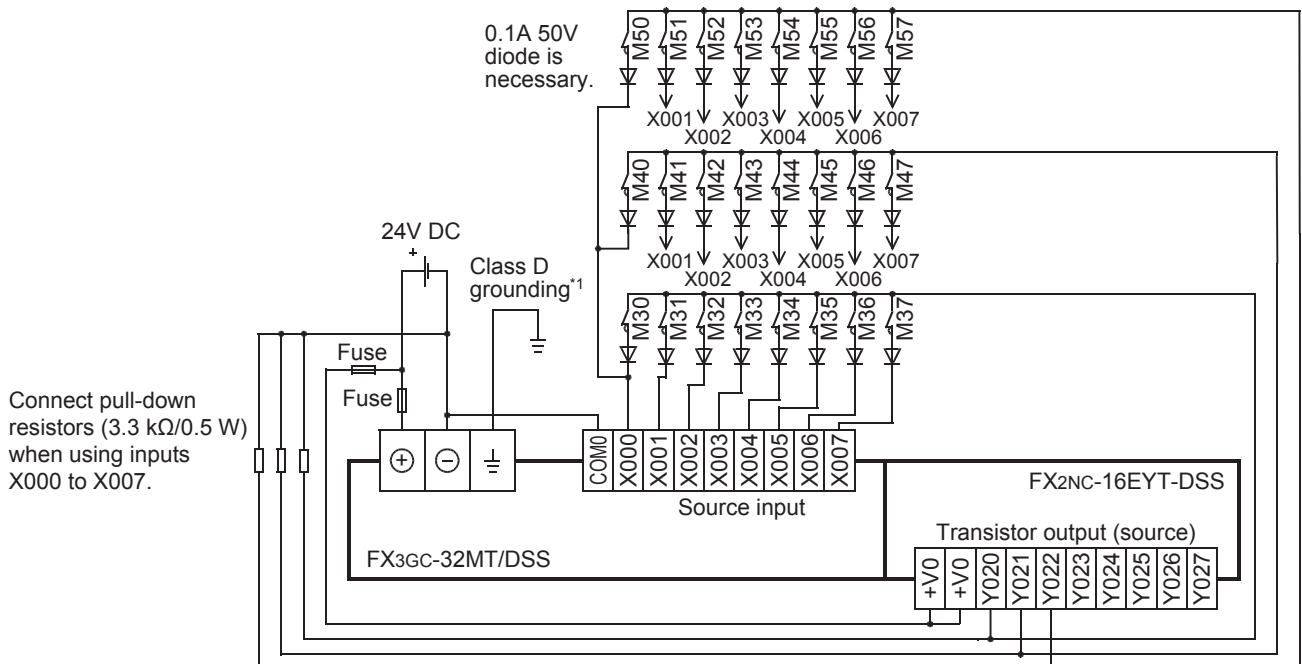 0.1A 50V
diode is
necessary.
M50 M51 M52 M53 M54 M55 M56 M57
X001 X003 X005 X007
X002 X004 X006
M40 M41 M42 M43 M44 M45 M46 M47
X001 X003 X005 X007
X002 X004 X006
24V DC
+
Class D
grounding*1
M30 M31 M32 M33 M34 M35 M36 M37
Fuse
Fuse
Connect pull-down
resistors (3.3 kΩ/0.5 W)
when using inputs
X000 to X007.
+ −
COM0 X000 X001 X002 X003 X004 X005 X006 X007
Source input
FX2NC-16EYT-DSS
Transistor output (source)
FX3GC-32MT/DSS
+V0 +V0 Y020 Y021 Y022 Y023 Y024 Y025 Y026 Y027